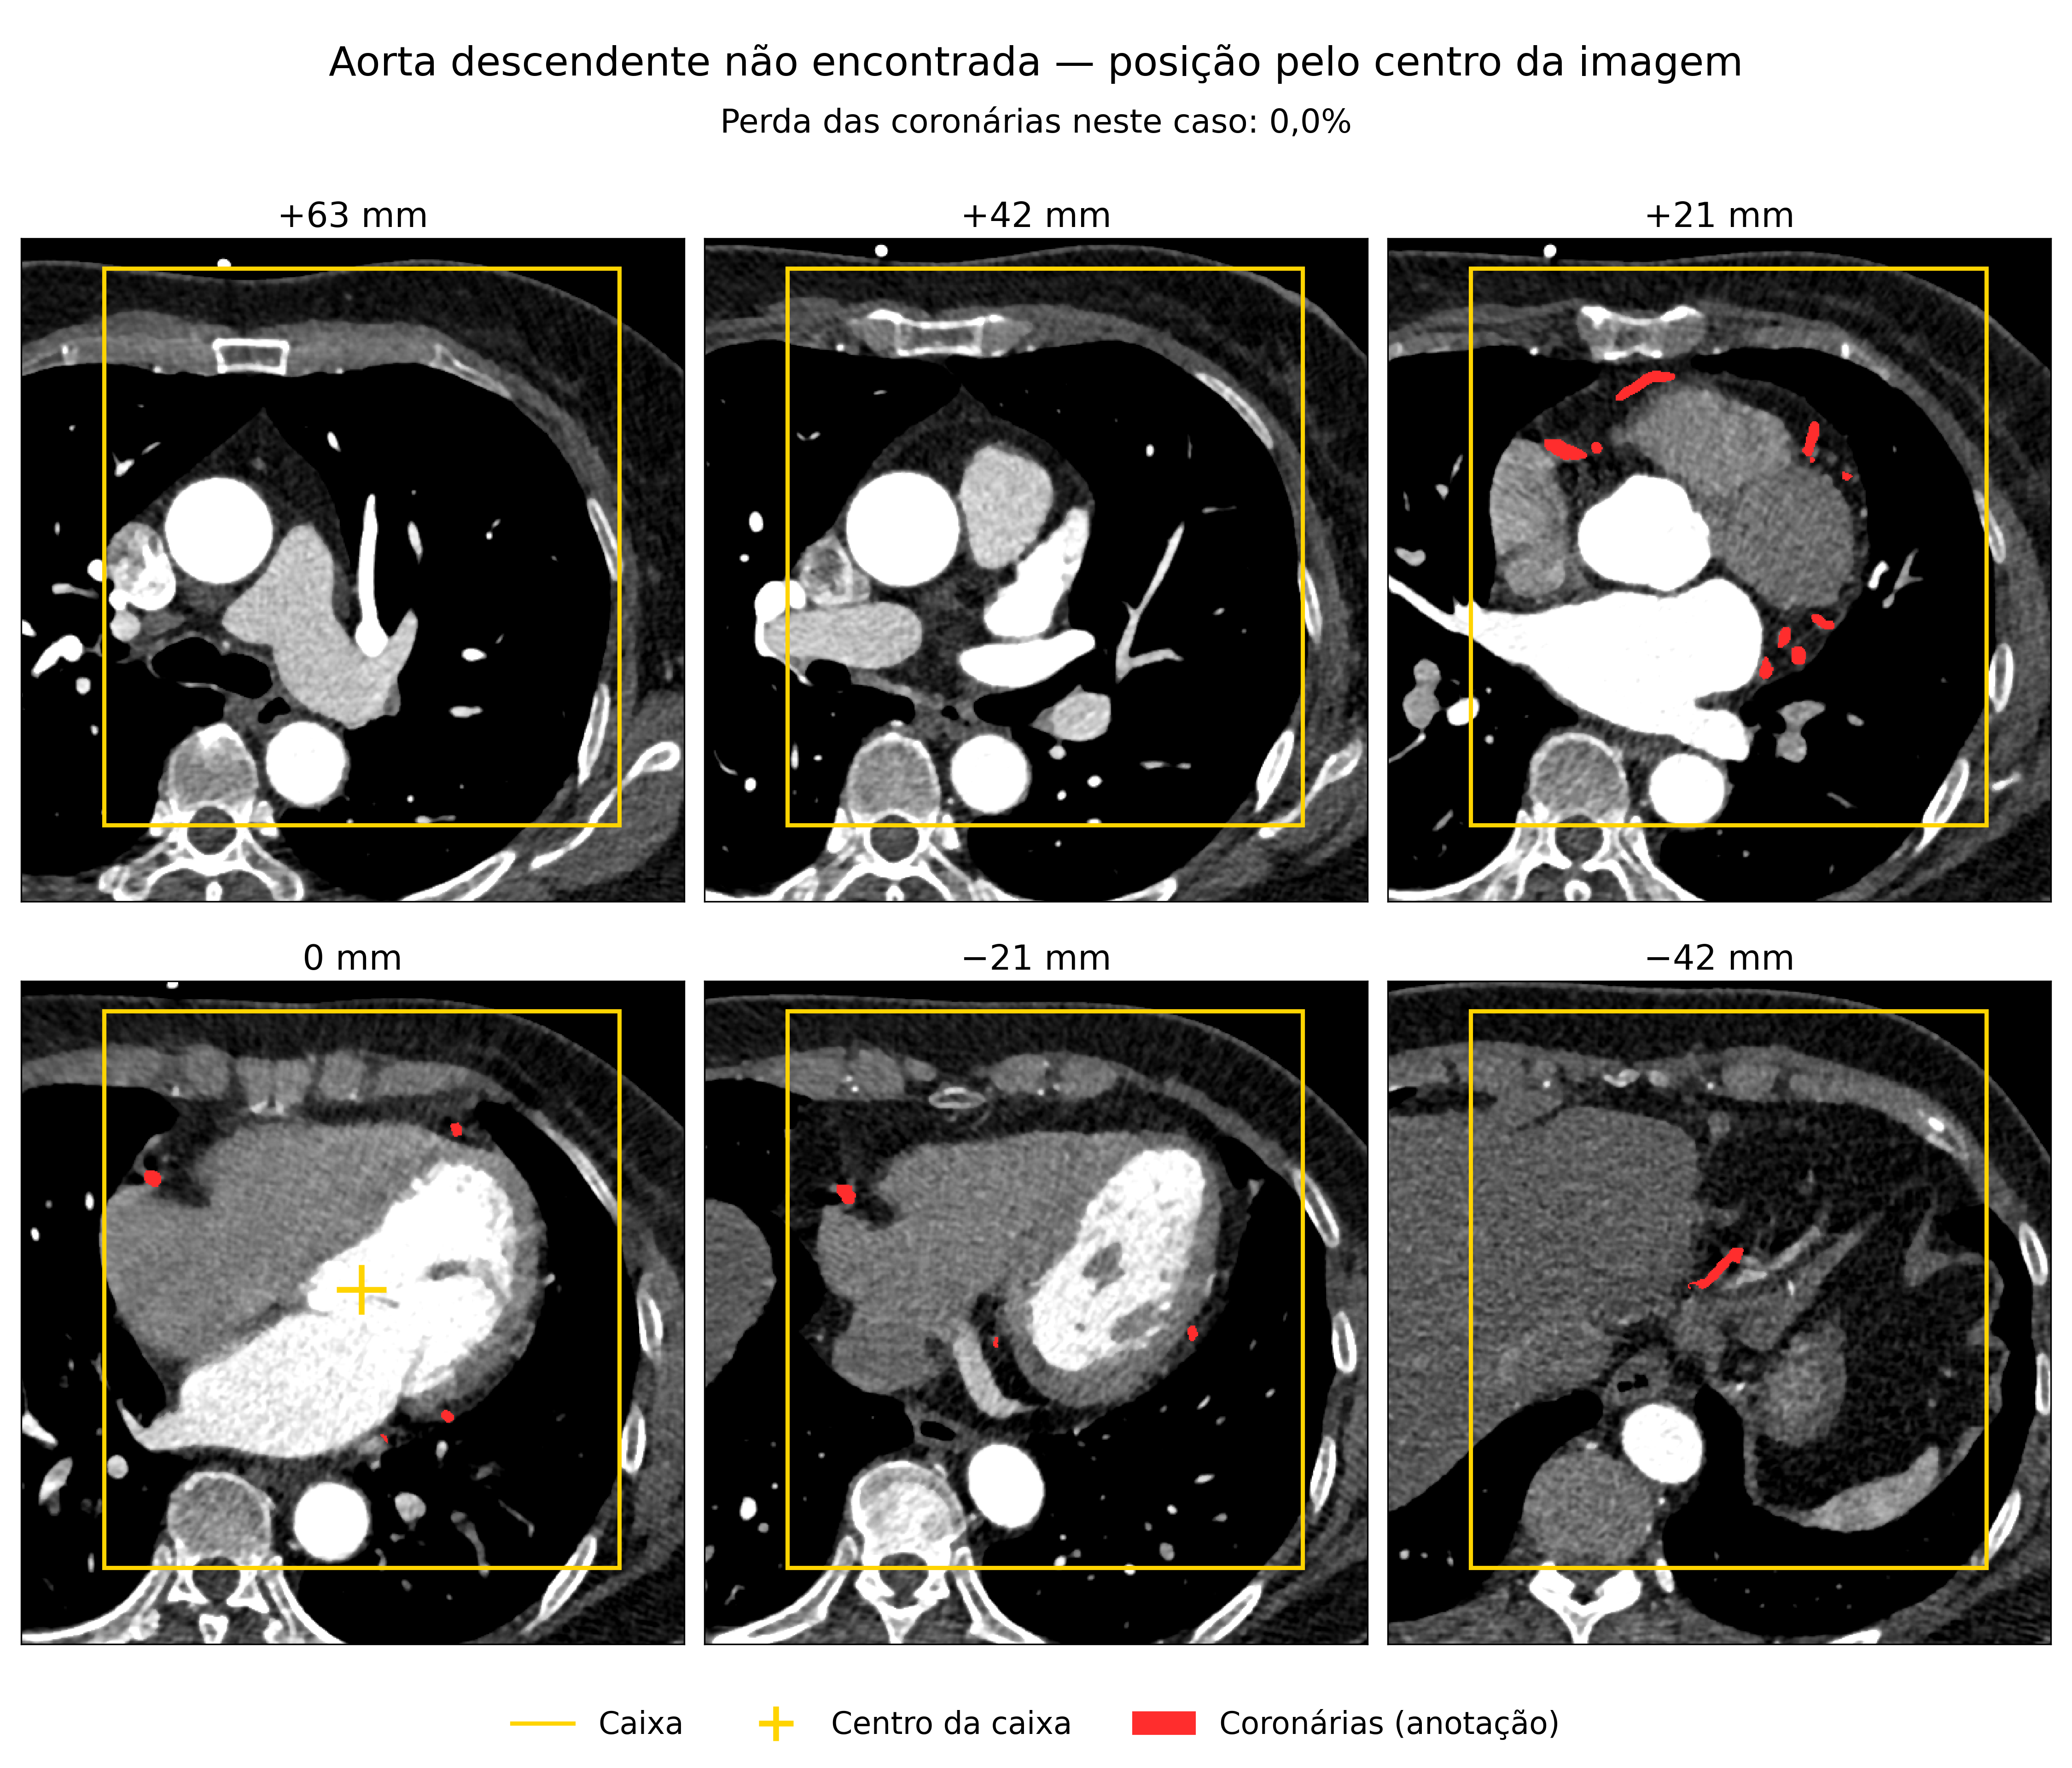 Aorta descendente não encontrada — posição pelo centro da imagem
Perda das coronárias neste caso: 0,0%
+63 mm
+42 mm
+21 mm
0 mm
−21 mm
−42 mm
Caixa
Centro da caixa
Coronárias (anotação)